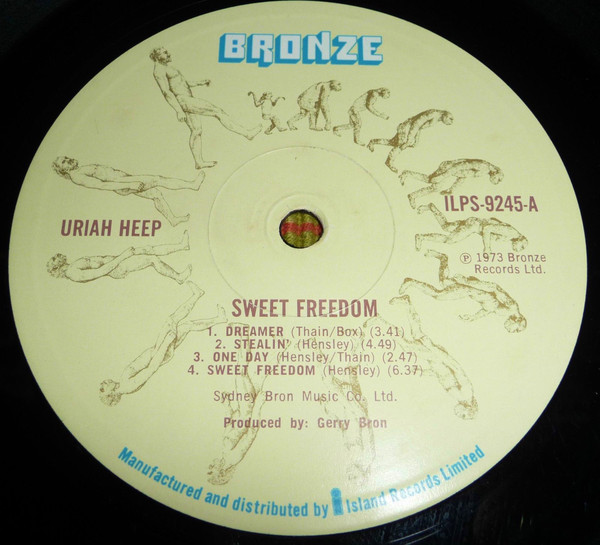 BRONZE
URIAH HEEP
ILPS-9245-A
Ⓟ 1973 Bronze
Records Ltd.
SWEET FREEDOM
1. DREAMER (Thain/Box) (3.41)
2. STEALIN' (Hensley) (4.49)
3. ONE DAY (Hensley/Thain) (2.47)
4. SWEET FREEDOM (Hensley) (6.37)
Sydney Bron Music Co. Ltd.
Produced by: Gerry Bron
Manufactured and distributed by i Island Records Limited